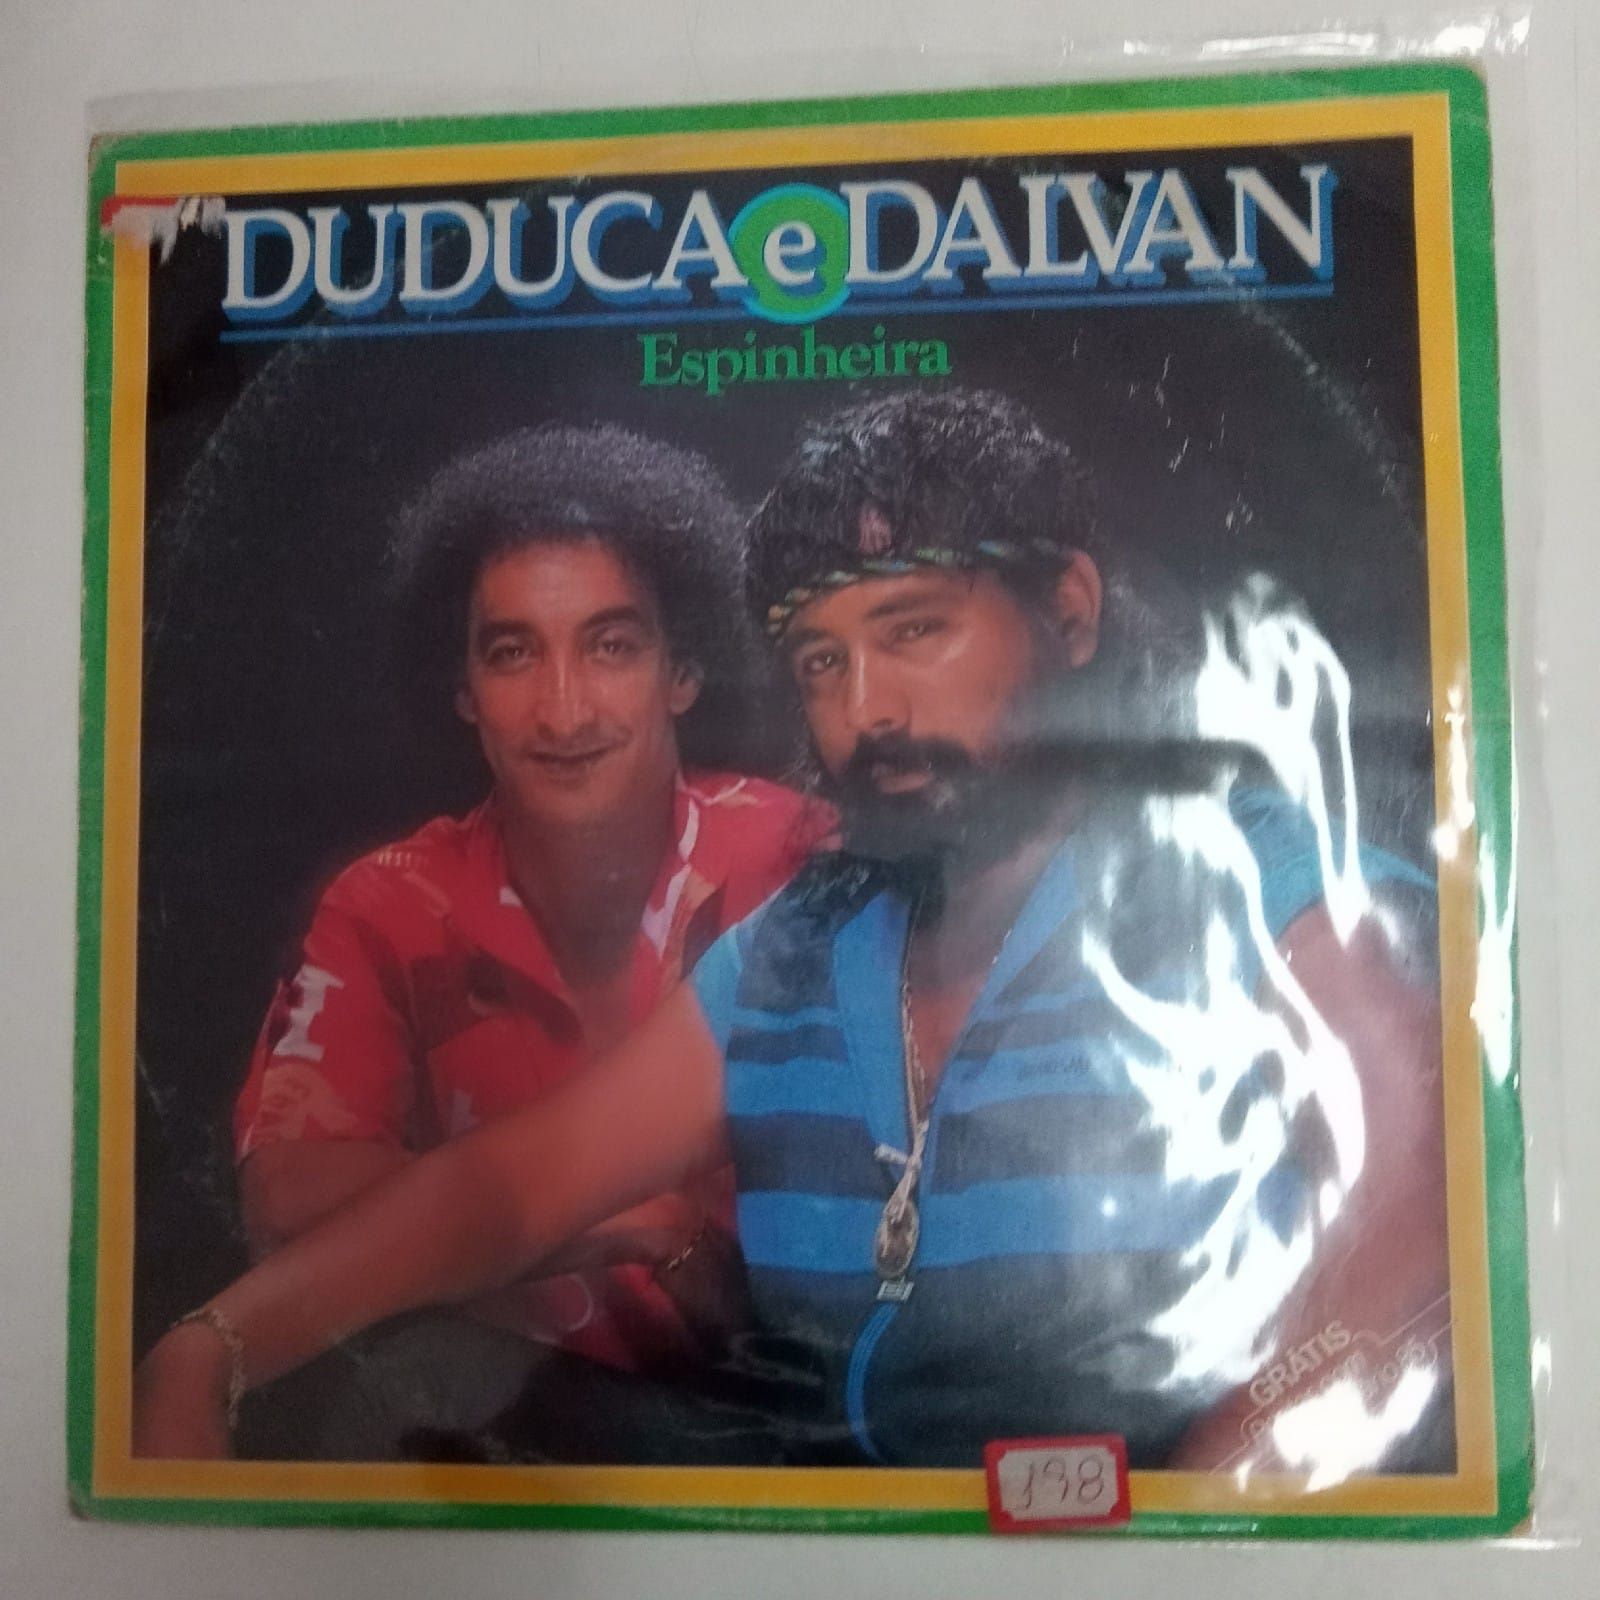 DUDUCA e DALVAN
Espinheira
GRÁTIS
198